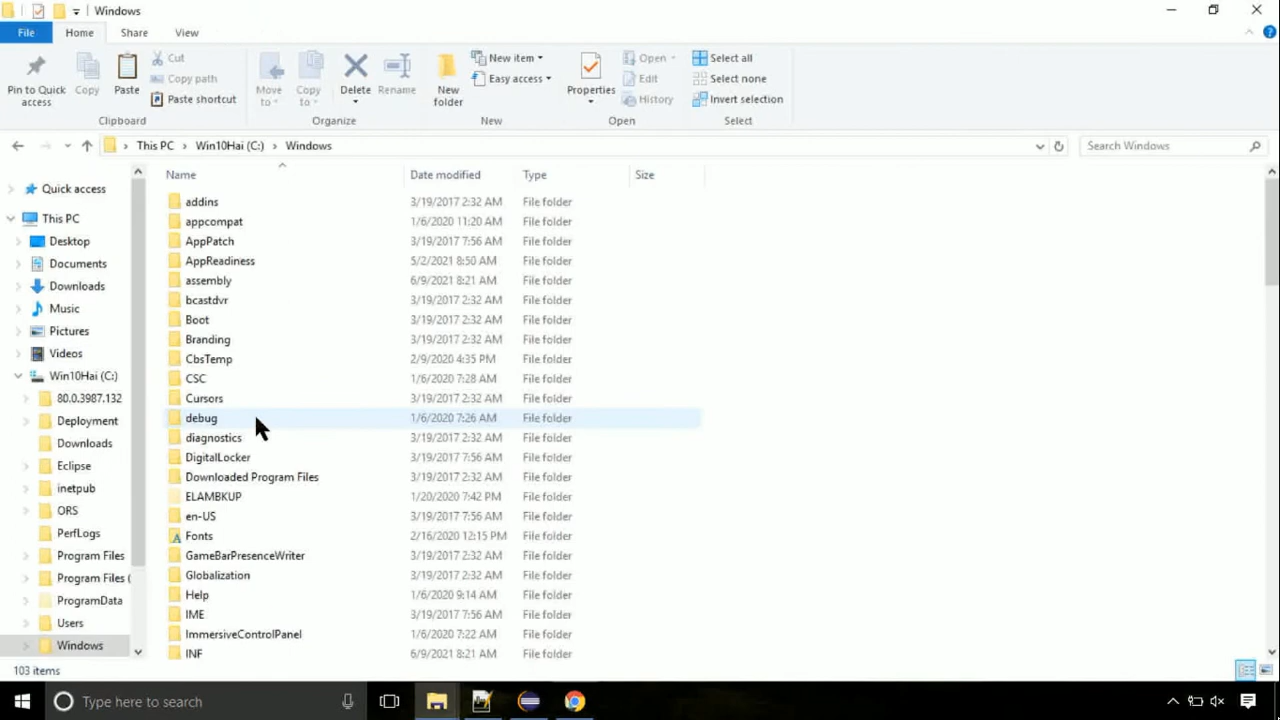 Windows
File Home Share View
Pin to Quick access
Copy
Paste
Cut
Copy path
Paste shortcut
Move to
Copy to
Delete
Rename
New folder
New item
Easy access
Properties
Open
Edit
History
Select all
Select none
Invert selection
Clipboard Organize New Open Select
This PC Win10Hai (C:) Windows Search Windows
Name Date modified Type Size
Quick access
This PC
Desktop
Documents
Downloads
Music
Pictures
Videos
Win10Hai (C:)
80.0.3987.132
Deployment
Downloads
Eclipse
inetpub
ORS
PerfLogs
Program Files
Program Files (
ProgramData
Users
Windows
addins 3/19/2017 2:32 AM File folder
appcompat 1/6/2020 11:20 AM File folder
AppPatch 3/19/2017 7:56 AM File folder
AppReadiness 5/2/2021 8:50 AM File folder
assembly 6/9/2021 8:21 AM File folder
bcastdvr 3/19/2017 2:32 AM File folder
Boot 3/19/2017 2:32 AM File folder
Branding 3/19/2017 2:32 AM File folder
CbsTemp 2/9/2020 4:35 PM File folder
CSC 1/6/2020 7:28 AM File folder
Cursors 3/19/2017 2:32 AM File folder
debug 1/6/2020 7:26 AM File folder
diagnostics 3/19/2017 2:32 AM File folder
DigitalLocker 3/19/2017 7:56 AM File folder
Downloaded Program Files 3/19/2017 2:32 AM File folder
ELAMBKUP 1/20/2020 7:42 PM File folder
en-US 3/19/2017 7:56 AM File folder
Fonts 2/16/2020 12:15 PM File folder
GameBarPresenceWriter 3/19/2017 2:32 AM File folder
Globalization 3/19/2017 2:32 AM File folder
Help 1/6/2020 9:14 AM File folder
IME 3/19/2017 7:56 AM File folder
ImmersiveControlPanel 1/6/2020 7:22 AM File folder
INF 6/9/2021 8:21 AM File folder
103 items
Type here to search